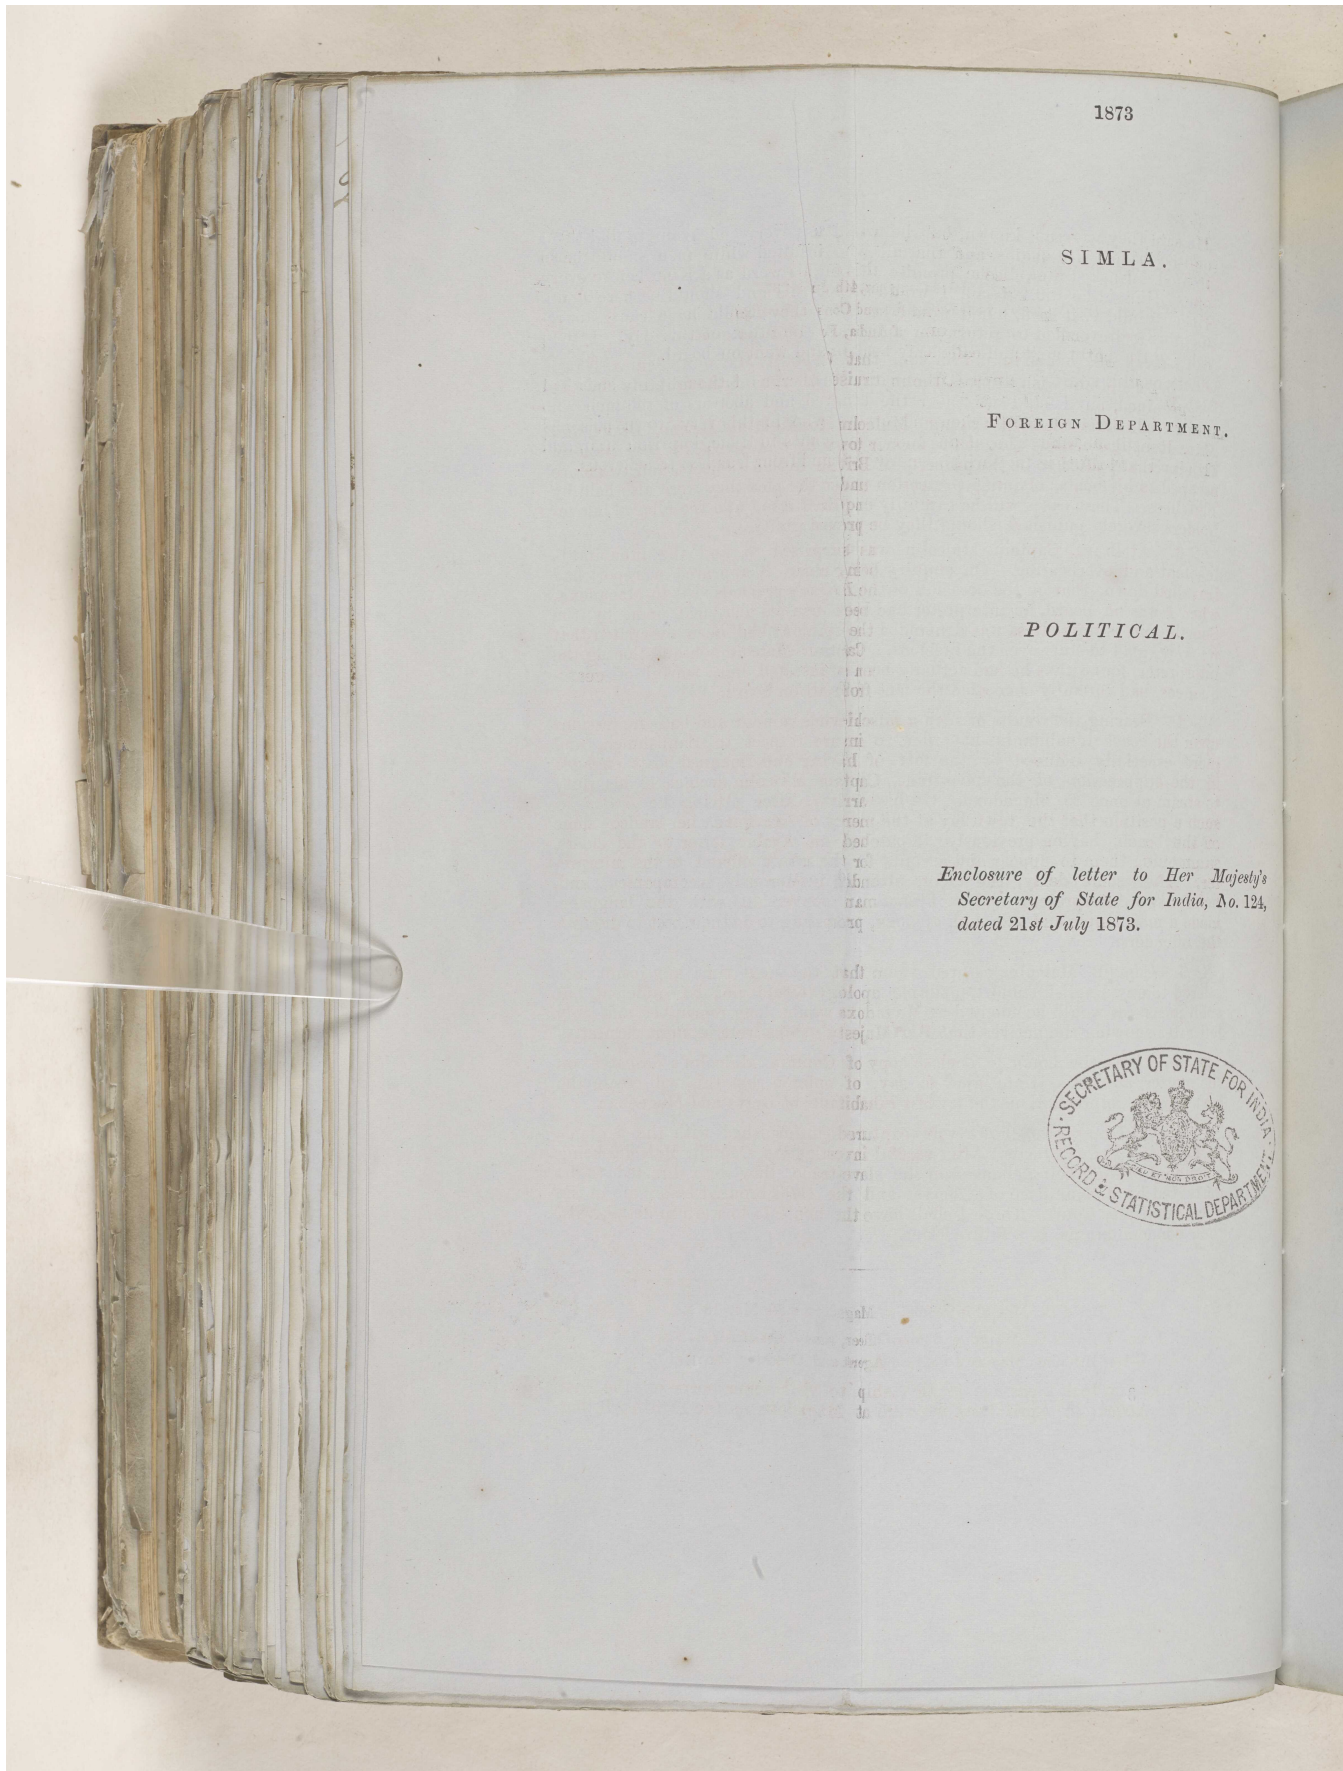 1873
SIMLA.
FOREIGN DEPARTMENT.
POLITICAL.
Enclosure of letter to Her Majesty's
Secretary of State for India, No. 124,
dated 21st July 1873.
SECRETARY OF STATE FOR INDIA
RECORD & STATISTICAL DEPARTMENT